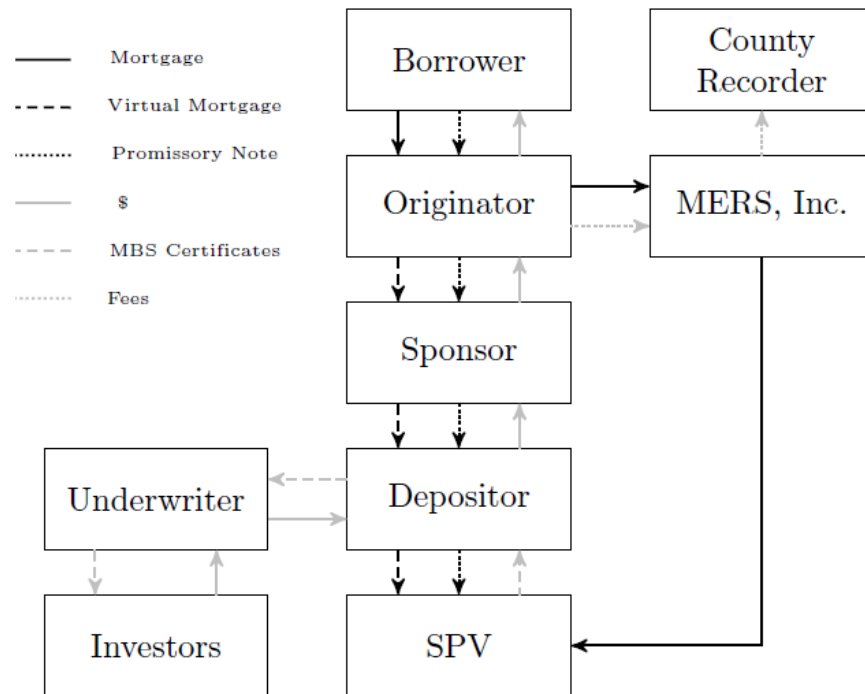 Mortgage
Virtual Mortgage
Promissory Note
$
MBS Certificates
Fees
Borrower
County
Recorder
Originator
MERS, Inc.
Sponsor
Underwriter
Depositor
Investors
SPV